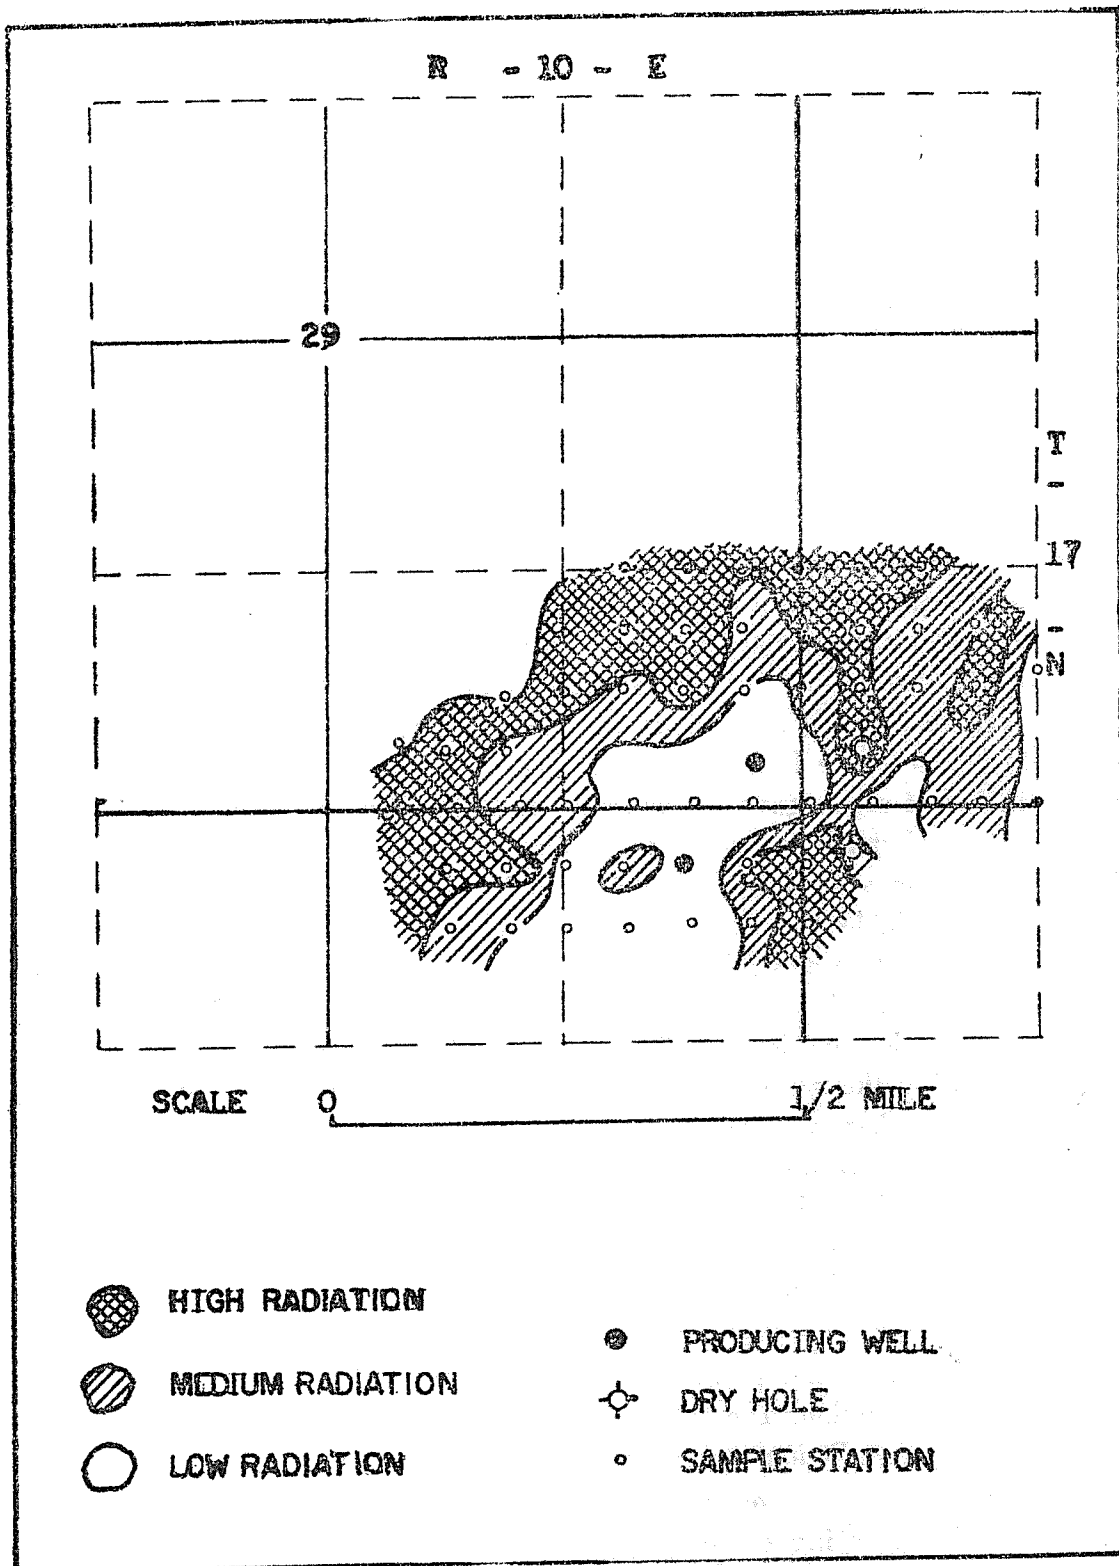 R - 10 - E
29
T
-
17
-
N
SCALE 0 1/2 MILE
HIGH RADIATION
MEDIUM RADIATION
LOW RADIATION
PRODUCING WELL
DRY HOLE
SAMPLE STATION